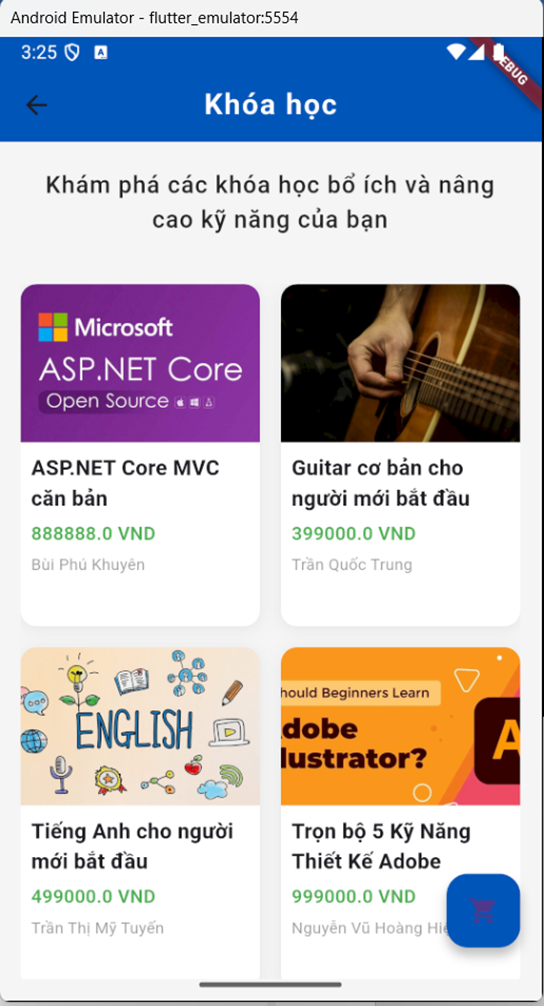 Android Emulator - flutter_emulator:5554
3:25
A
DEBUG
Khóa học
Khám phá các khóa học bổ ích và nâng
cao kỹ năng của bạn
Microsoft
ASP.NET Core
Open Source
ASP.NET Core MVC
căn bản
888888.0 VND
Bùi Phú Khuyên
Guitar cơ bản cho
người mới bắt đầu
399000.0 VND
Trần Quốc Trung
ENGLISH
Tiếng Anh cho người
mới bắt đầu
499000.0 VND
Trần Thị Mỹ Tuyến
hould Beginners Learn
dobe
lustrator?
A
Trọn bộ 5 Kỹ Năng
Thiết Kế Adobe
999000.0 VND
Nguyễn Vũ Hoàng Hiệ